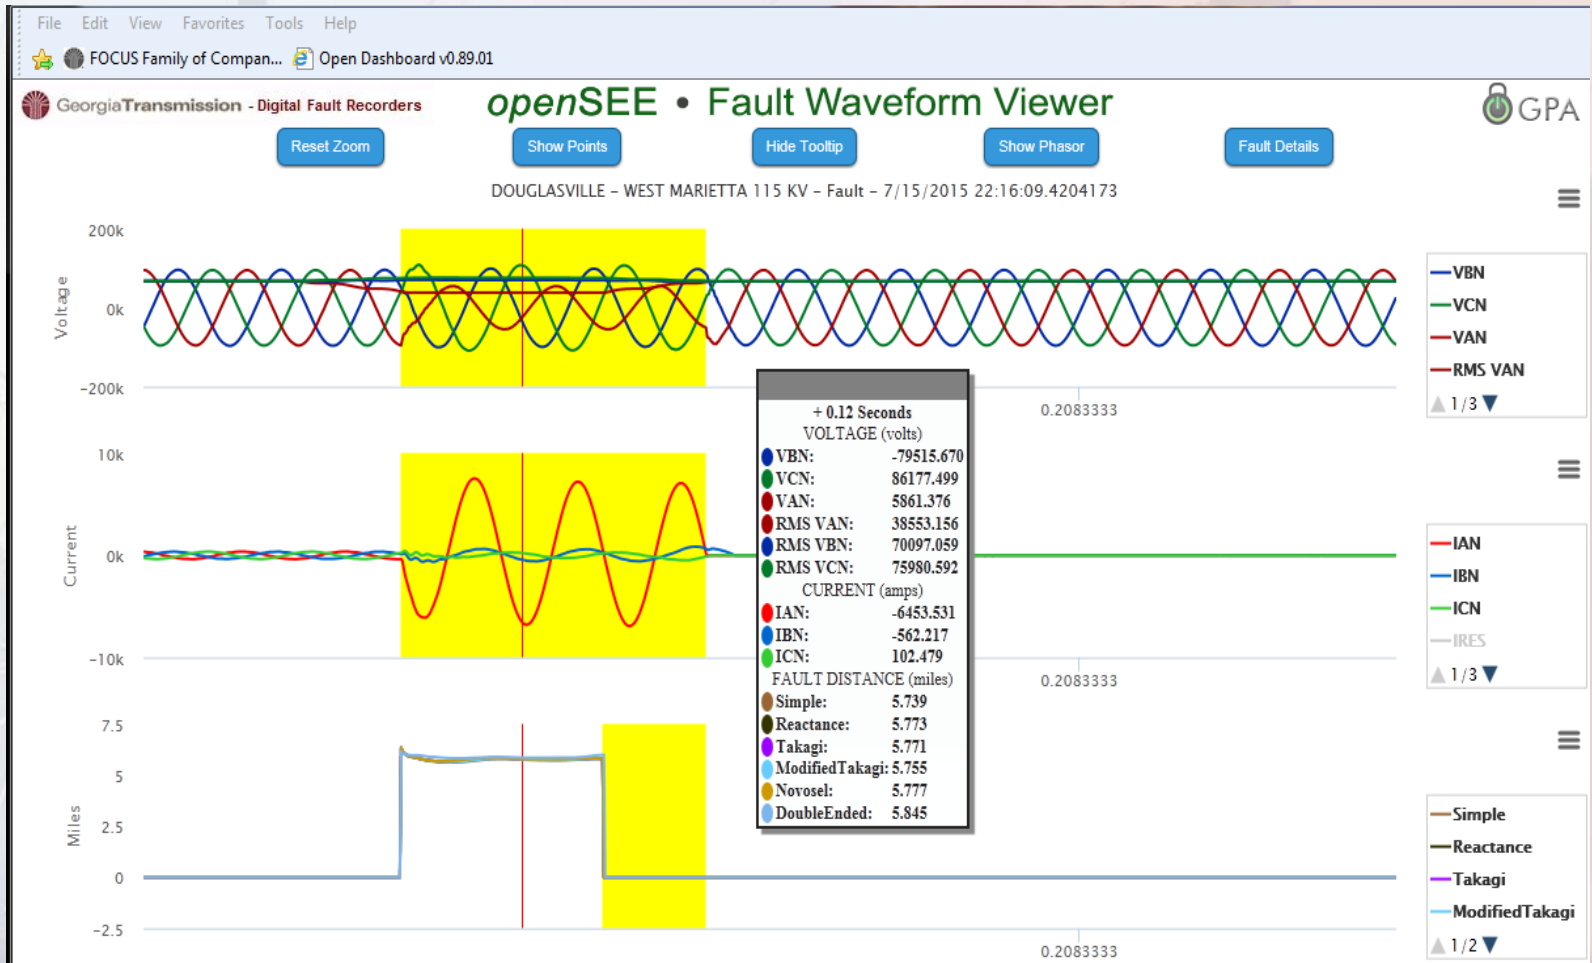 File Edit View Favorites Tools Help
FOCUS Family of Compan... Open Dashboard v0.89.01
GeorgiaTransmission - Digital Fault Recorders
openSEE • Fault Waveform Viewer
GPA
Reset Zoom Show Points Hide Tooltip Show Phasor Fault Details
DOUGLASVILLE - WEST MARIETTA 115 KV - Fault - 7/15/2015 22:16:09.4204173
Voltage
200k
0k
-200k
0.2083333
VBN
VCN
VAN
RMS VAN
1/3
+ 0.12 Seconds
VOLTAGE (volts)
VBN: -79515.670
VCN: 86177.499
VAN: 5861.376
RMS VAN: 38553.156
RMS VBN: 70097.059
RMS VCN: 75980.592
CURRENT (amps)
IAN: -6453.531
IBN: -562.217
ICN: 102.479
FAULT DISTANCE (miles)
Simple: 5.739
Reactance: 5.773
Takagi: 5.771
ModifiedTakagi: 5.755
Novosel: 5.777
DoubleEnded: 5.845
Current
10k
0k
-10k
0.2083333
IAN
IBN
ICN
IRES
1/3
Miles
7.5
5
2.5
0
-2.5
0.2083333
Simple
Reactance
Takagi
ModifiedTakagi
1/2